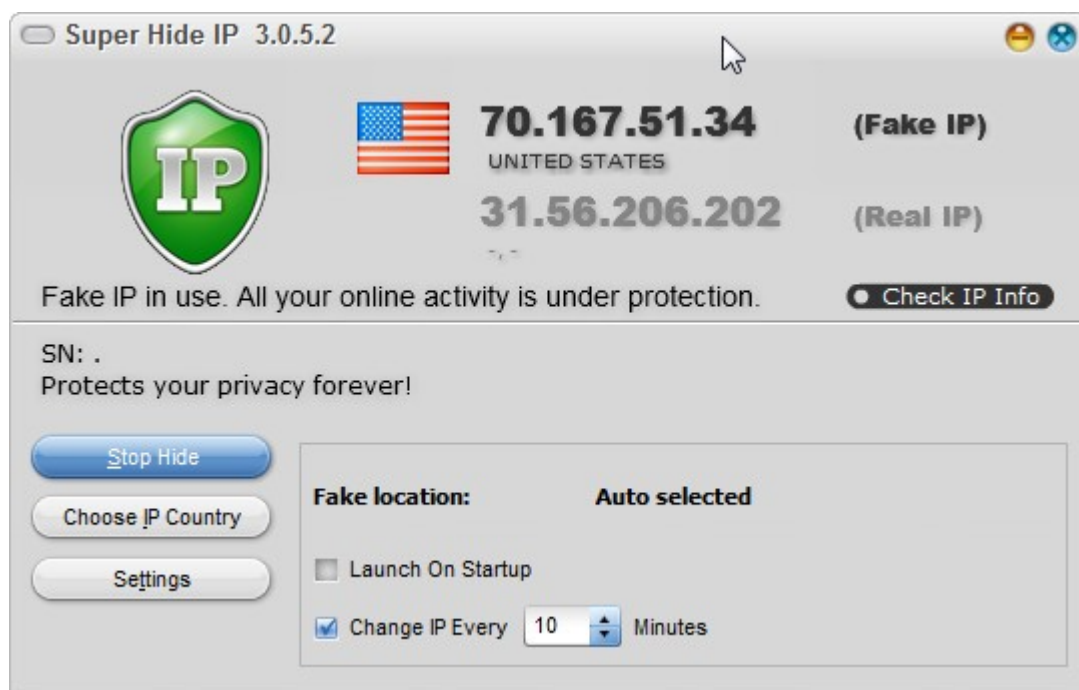 Super Hide IP 3.0.5.2
IP
70.167.51.34 (Fake IP)
UNITED STATES
31.56.206.202 (Real IP)
-, -
Fake IP in use. All your online activity is under protection. Check IP Info
SN: .
Protects your privacy forever!
Stop Hide
Choose IP Country
Settings
Fake location: Auto selected
Launch On Startup
Change IP Every 10 Minutes